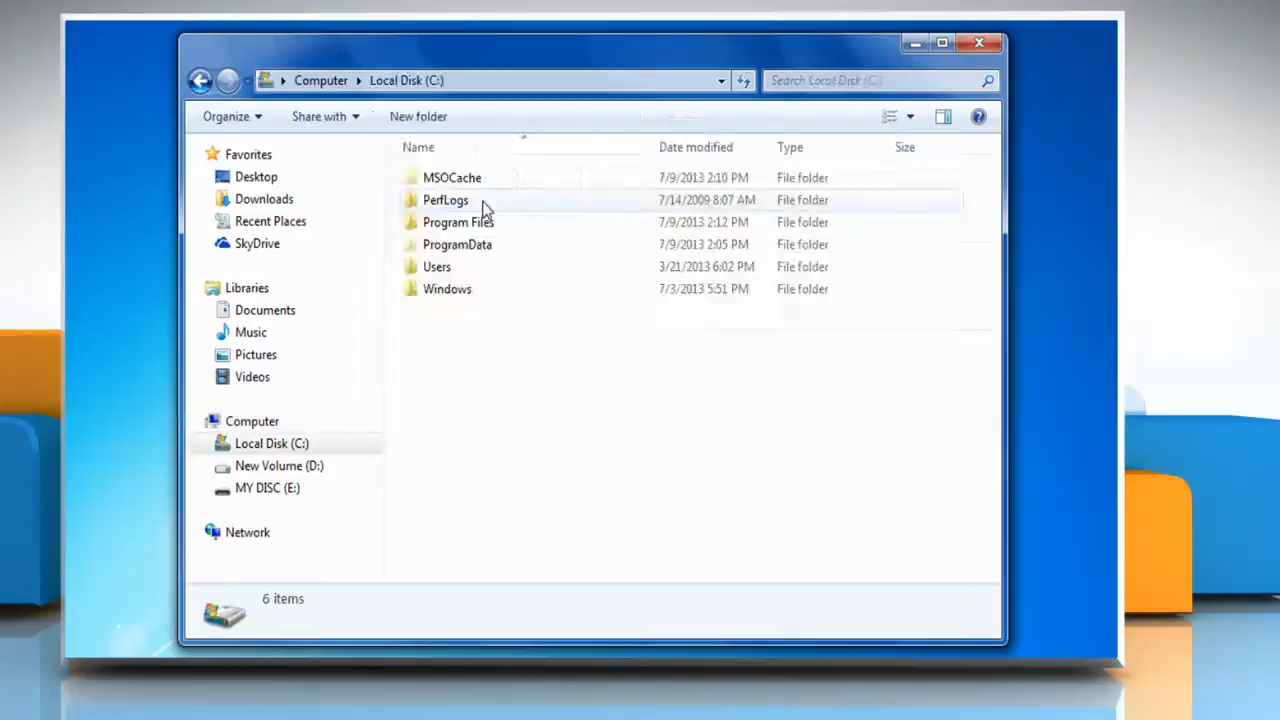 Computer Local Disk (C:) Search Local Disk (C:)
Organize Share with New folder
Name Date modified Type Size
Favorites
Desktop
Downloads
Recent Places
SkyDrive
Libraries
Documents
Music
Pictures
Videos
Computer
Local Disk (C:)
New Volume (D:)
MY DISC (E:)
Network
MSOCache 7/9/2013 2:10 PM File folder
PerfLogs 7/14/2009 8:07 AM File folder
Program Files 7/9/2013 2:12 PM File folder
ProgramData 7/9/2013 2:05 PM File folder
Users 3/21/2013 6:02 PM File folder
Windows 7/3/2013 5:51 PM File folder
6 items